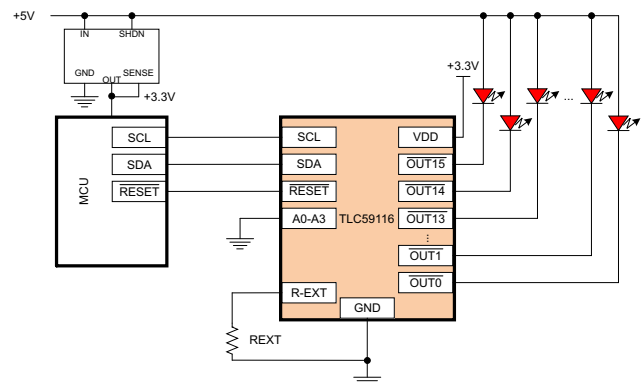 +5V
IN SHDN
GND OUT SENSE
+3.3V
+3.3V
MCU
SCL
SDA
RESET
SCL
SDA
RESET
A0-A3
R-EXT
TLC59116
VDD
OUT15
OUT14
OUT13
...
OUT1
OUT0
GND
...
REXT